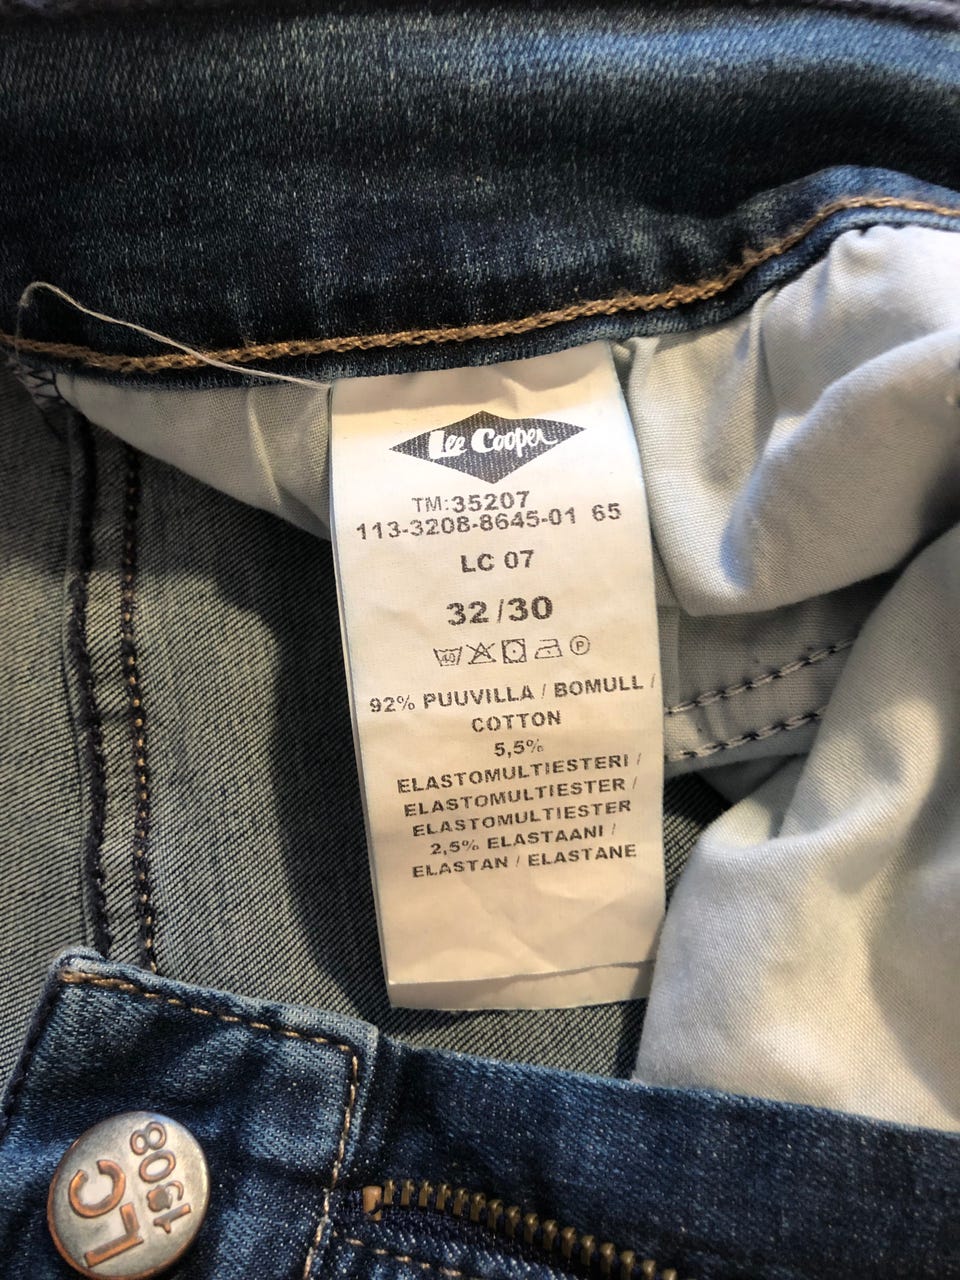 Lee Cooper
TM:35207
113-3208-8645-01 65
LC 07
32/30
40 P
92% PUUVILLA / BOMULL /
COTTON
5,5%
ELASTOMULTIESTERI /
ELASTOMULTIESTER /
ELASTOMULTIESTER
2,5% ELASTAANI /
ELASTAN / ELASTANE
LC
1908